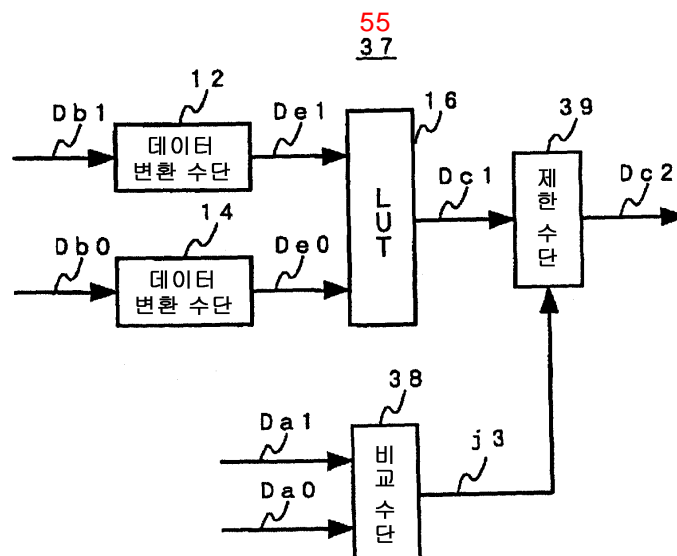 55
37
12
Db1
데이터
변환 수단
De1
16
LUT
Dc1
39
제한 수단
Dc2
14
Db0
데이터
변환 수단
De0
38
Da1
Da0
비교 수단
j3